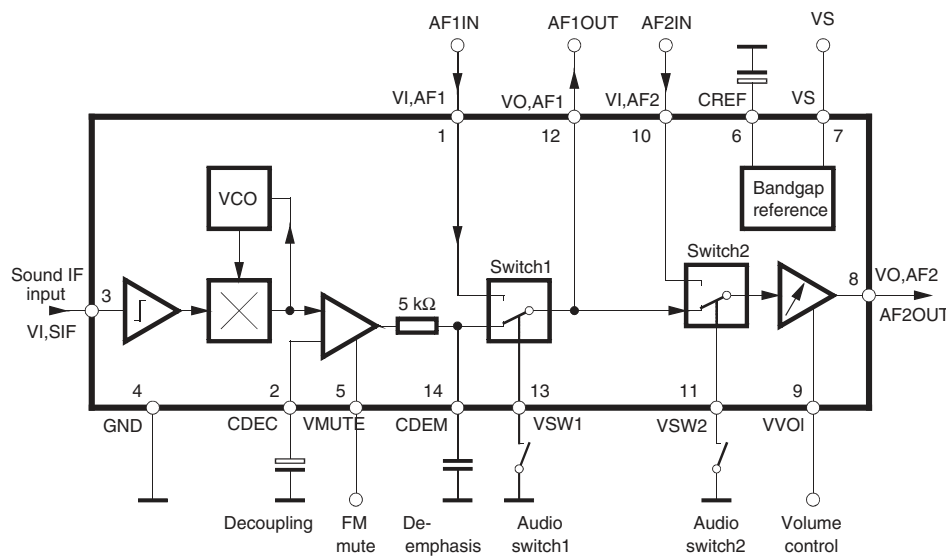 AF1IN
AF1OUT
AF2IN
VS
VI,AF1
VO,AF1
VI,AF2
CREF
VS
1
12
10
6
7
VCO
Bandgap
reference
Sound IF
input
VI,SIF
3
5 kΩ
Switch1
Switch2
8
VO,AF2
AF2OUT
4
2
5
14
13
11
9
GND
CDEC
VMUTE
CDEM
VSW1
VSW2
VVOl
Decoupling
FM
mute
De-
emphasis
Audio
switch1
Audio
switch2
Volume
control